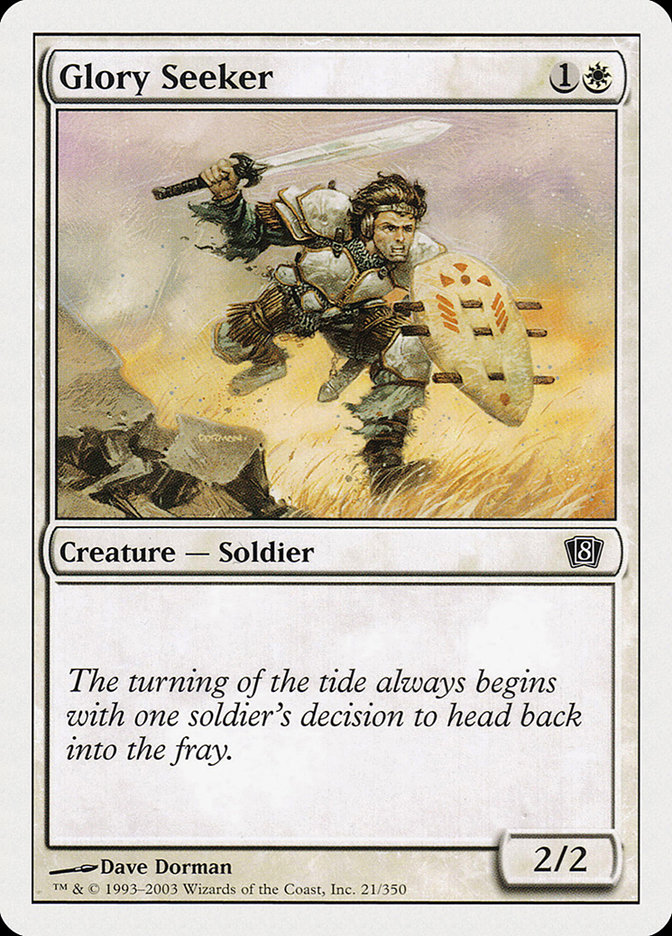 Glory Seeker 1
DORMAN
Creature — Soldier 8
The turning of the tide always begins
with one soldier's decision to head back
into the fray.
2/2
Dave Dorman
™ & © 1993–2003 Wizards of the Coast, Inc. 21/350